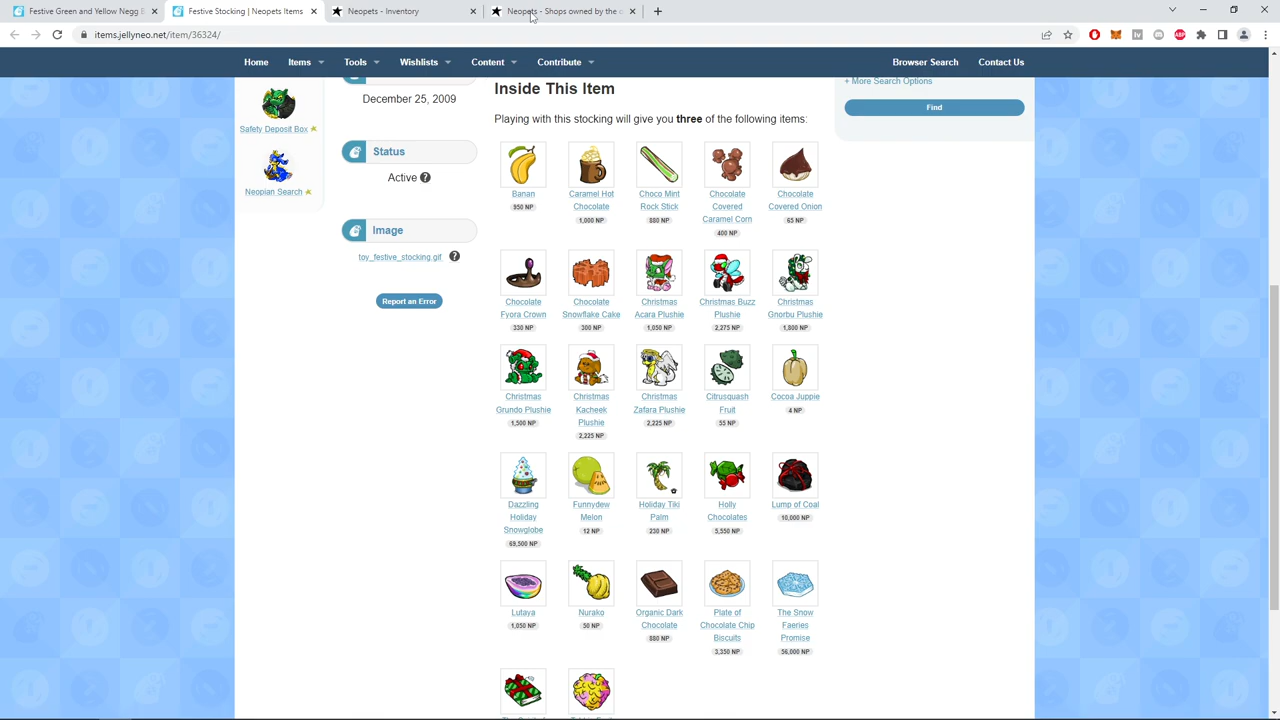 Festive Green and Yellow Negg B
Festive Stocking | Neopets Items
Neopets - Inventory
Neopets - Shops owned by the o
items.jellyneo.net/item/36324/
Home Items Tools Wishlists Content Contribute Browser Search Contact Us
Inside This Item
+ More Search Options
December 25, 2009
Find
Playing with this stocking will give you three of the following items:
Safety Deposit Box
Status
Active
Neopian Search
Banan
950 NP
Caramel Hot
Chocolate
1,000 NP
Choco Mint
Rock Stick
880 NP
Chocolate
Covered
Caramel Corn
400 NP
Chocolate
Covered Onion
65 NP
Image
toy_festive_stocking.gif
Report an Error
Chocolate
Fyora Crown
330 NP
Chocolate
Snowflake Cake
300 NP
Christmas
Acara Plushie
1,050 NP
Christmas Buzz
Plushie
2,275 NP
Christmas
Gnorbu Plushie
1,800 NP
Christmas
Grundo Plushie
1,500 NP
Christmas
Kacheek
Plushie
2,225 NP
Christmas
Zafara Plushie
2,225 NP
Citrusquash
Fruit
55 NP
Cocoa Juppie
4 NP
Dazzling
Holiday
Snowglobe
69,500 NP
Funnydew
Melon
12 NP
Holiday Tiki
Palm
230 NP
Holly
Chocolates
5,550 NP
Lump of Coal
10,000 NP
Lutaya
1,050 NP
Nurako
50 NP
Organic Dark
Chocolate
880 NP
Plate of
Chocolate Chip
Biscuits
3,350 NP
The Snow
Faeries
Promise
56,000 NP